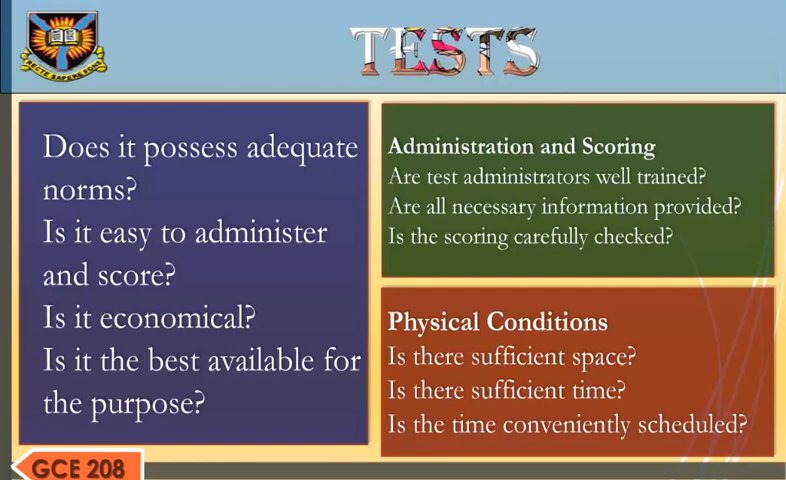 RECTE SAPERE FONS
TESTS
Does it possess adequate
norms?
Is it easy to administer
and score?
Is it economical?
Is it the best available for
the purpose?
Administration and Scoring
Are test administrators well trained?
Are all necessary information provided?
Is the scoring carefully checked?
Physical Conditions
Is there sufficient space?
Is there sufficient time?
Is the time conveniently scheduled?
GCE 208